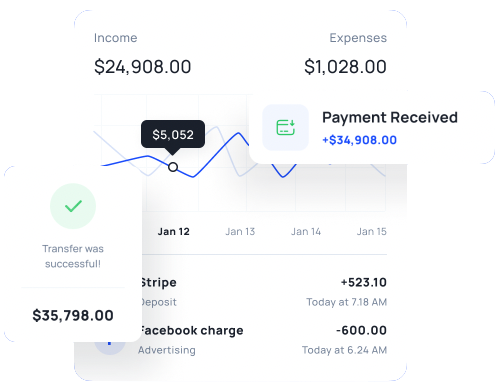 Income
Expenses
$24,908.00
$1,028.00
Payment Received
+$34,908.00
$5,052
Jan 12
Jan 13
Jan 14
Jan 15
Transfer was
successful!
$35,798.00
Stripe
+523.10
Deposit
Today at 7.18 AM
Facebook charge
-600.00
Advertising
Today at 6.24 AM